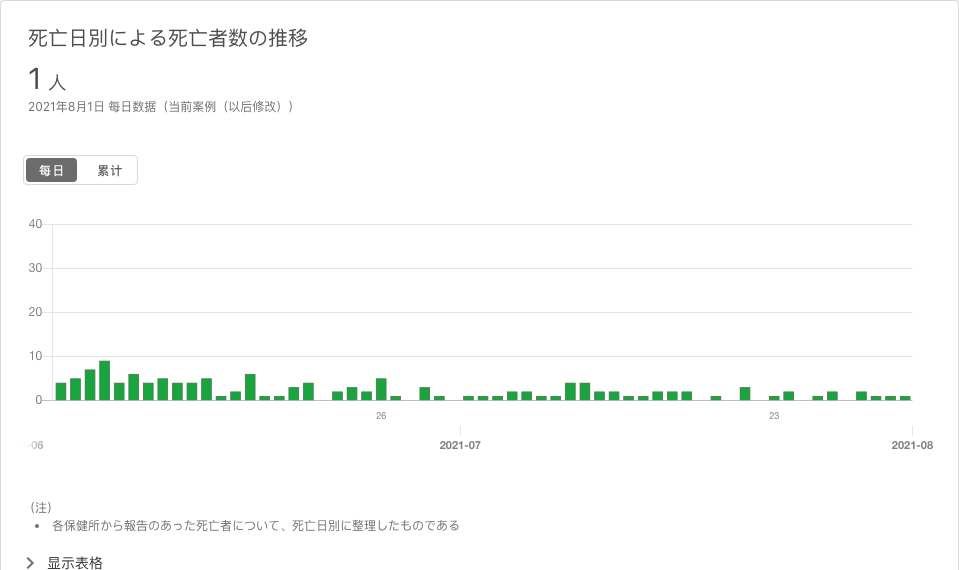 死亡日別による死亡者数の推移
1 人
2021年8月1日 每日数据（当前案例（以后修改））
每日 累计
40
30
20
10
0
26 23
-06 2021-07 2021-08
（注）
• 各保健所から報告のあった死亡者について、死亡日別に整理したものである
显示表格